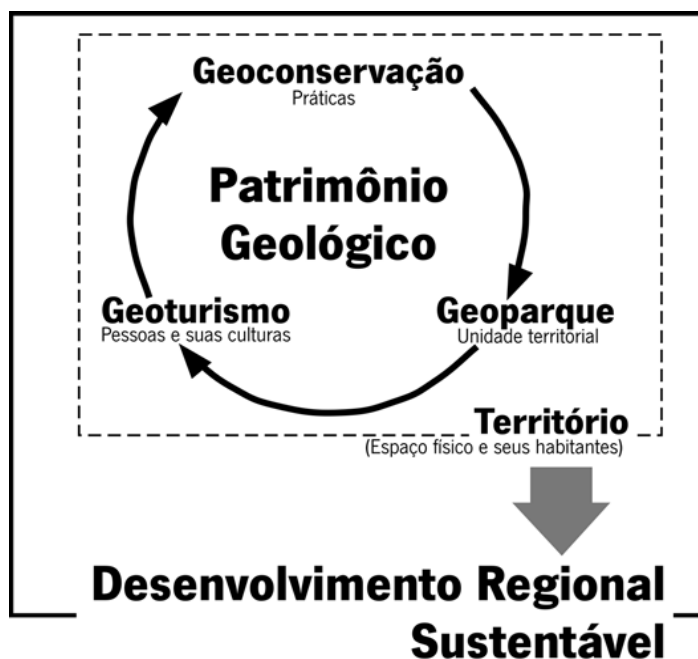 Geoconservação
Práticas
Patrimônio
Geológico
Geoturismo
Pessoas e suas culturas
Geoparque
Unidade territorial
Território
(Espaço físico e seus habitantes)
Desenvolvimento Regional
Sustentável